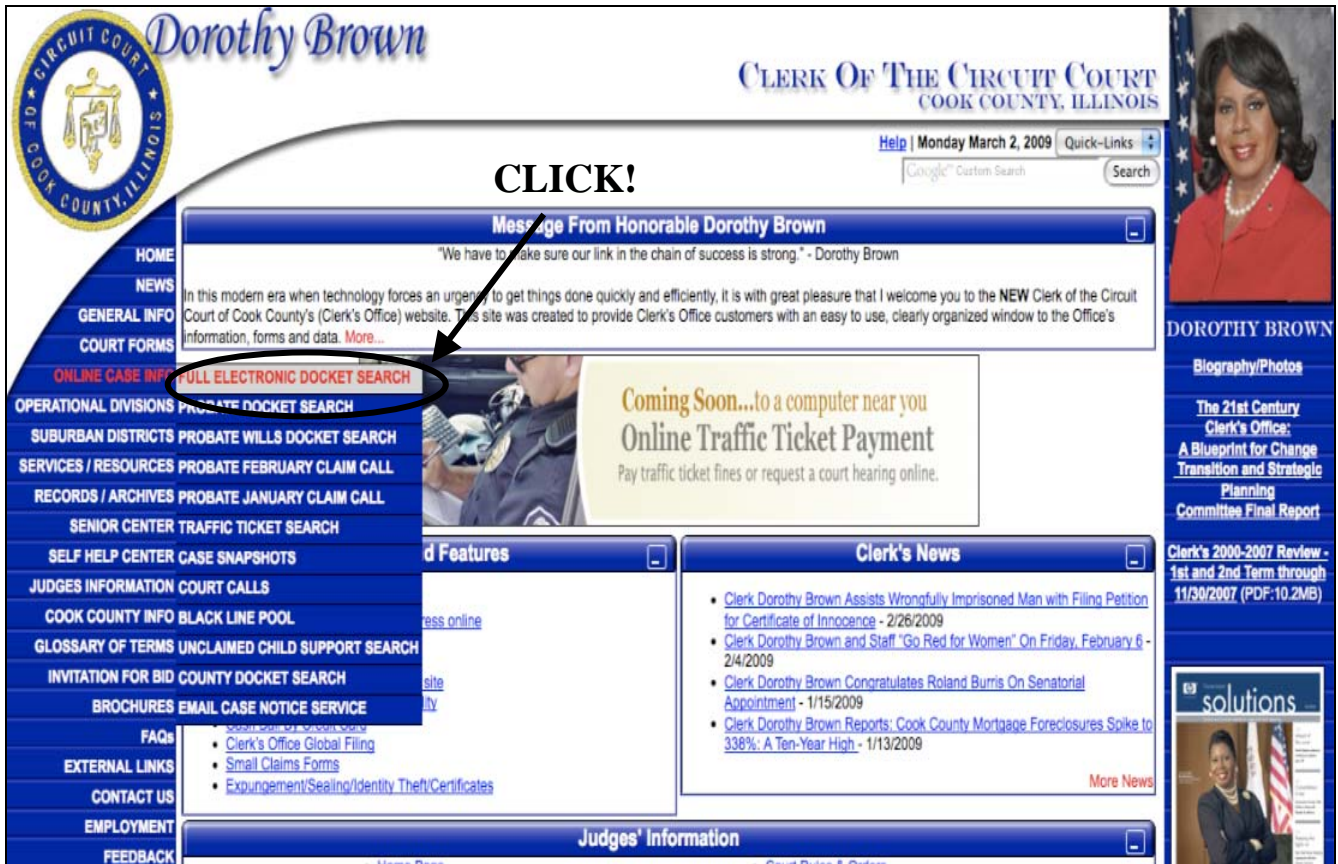 CIRCUIT COURT OF COOK COUNTY, ILLINOIS
Dorothy Brown
CLERK OF THE CIRCUIT COURT
COOK COUNTY, ILLINOIS
Help | Monday March 2, 2009 Quick-Links
Google™ Custom Search Search
CLICK!
Message From Honorable Dorothy Brown
"We have to make sure our link in the chain of success is strong." - Dorothy Brown
In this modern era when technology forces an urgency to get things done quickly and efficiently, it is with great pleasure that I welcome you to the NEW Clerk of the Circuit
Court of Cook County's (Clerk's Office) website. This site was created to provide Clerk's Office customers with an easy to use, clearly organized window to the Office's
information, forms and data. More...
HOME
NEWS
GENERAL INFO
COURT FORMS
ONLINE CASE INFO
OPERATIONAL DIVISIONS
SUBURBAN DISTRICTS
SERVICES / RESOURCES
RECORDS / ARCHIVES
SENIOR CENTER
SELF HELP CENTER
JUDGES INFORMATION
COOK COUNTY INFO
GLOSSARY OF TERMS
INVITATION FOR BID
BROCHURES
FAQs
EXTERNAL LINKS
CONTACT US
EMPLOYMENT
FEEDBACK
FULL ELECTRONIC DOCKET SEARCH
PROBATE DOCKET SEARCH
PROBATE WILLS DOCKET SEARCH
PROBATE FEBRUARY CLAIM CALL
PROBATE JANUARY CLAIM CALL
TRAFFIC TICKET SEARCH
CASE SNAPSHOTS
COURT CALLS
BLACK LINE POOL
UNCLAIMED CHILD SUPPORT SEARCH
COUNTY DOCKET SEARCH
EMAIL CASE NOTICE SERVICE
Coming Soon...to a computer near you
Online Traffic Ticket Payment
Pay traffic ticket fines or request a court hearing online.
Features
online
site
Clerk's Office Global Filing
Small Claims Forms
Expungement/Sealing/Identity Theft/Certificates
Clerk's News
Clerk Dorothy Brown Assists Wrongfully Imprisoned Man with Filing Petition
for Certificate of Innocence - 2/26/2009
Clerk Dorothy Brown and Staff "Go Red for Women" On Friday, February 6 -
2/4/2009
Clerk Dorothy Brown Congratulates Roland Burris On Senatorial
Appointment - 1/15/2009
Clerk Dorothy Brown Reports: Cook County Mortgage Foreclosures Spike to
338%: A Ten-Year High - 1/13/2009
More News
Judges' Information
Home Page
Court Rules & Orders
DOROTHY BROWN
Biography/Photos
The 21st Century
Clerk's Office:
A Blueprint for Change
Transition and Strategic
Planning
Committee Final Report
Clerk's 2000-2007 Review -
1st and 2nd Term through
11/30/2007 (PDF:10.2MB)
solutions